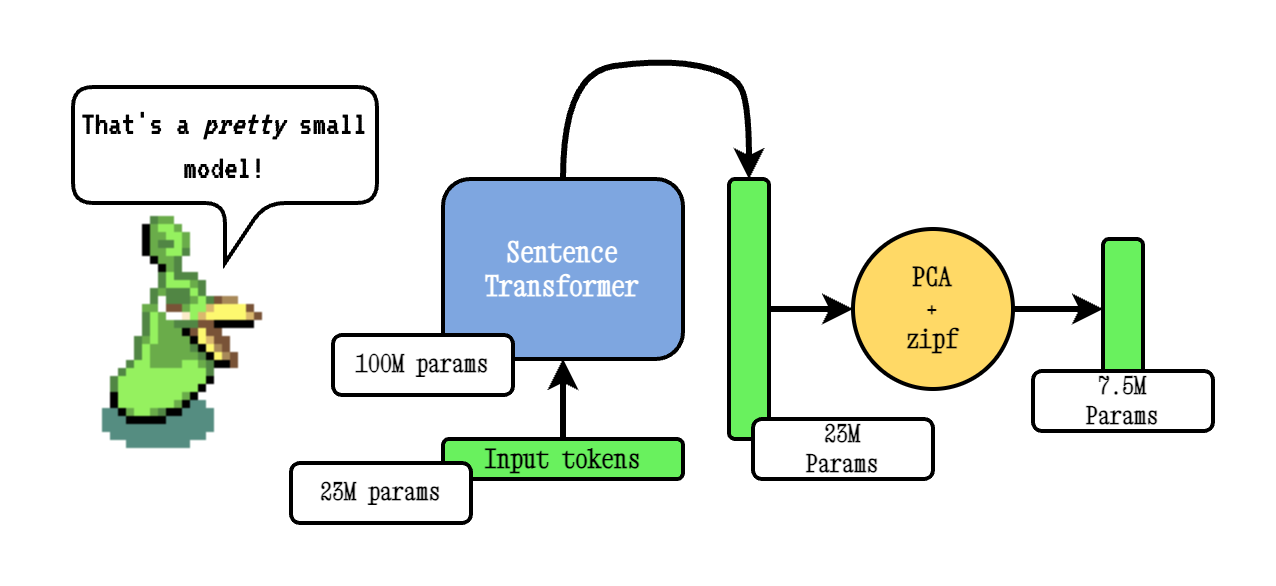 That's a pretty small
model!
Sentence
Transformer
100M params
Input tokens
23M params
23M
Params
PCA
+
zipf
7.5M
Params